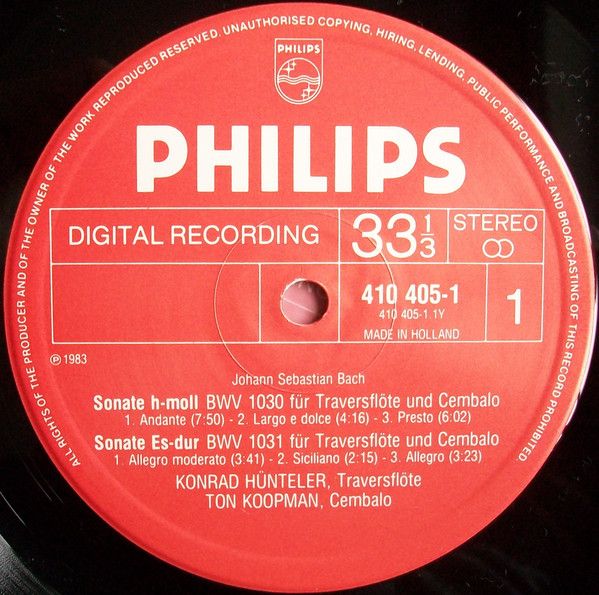 ALL RIGHTS OF THE PRODUCER AND OF THE OWNER OF THE WORK REPRODUCED RESERVED. UNAUTHORISED COPYING, HIRING, LENDING, PUBLIC PERFORMANCE AND BROADCASTING OF THIS RECORD PROHIBITED
PHILIPS
PHILIPS
DIGITAL RECORDING
33 1/3
STEREO
410 405-1
410 405-1.1Y
MADE IN HOLLAND
1
℗ 1983
Johann Sebastian Bach
Sonate h-moll BWV 1030 für Traversflöte und Cembalo
1. Andante (7:50) - 2. Largo e dolce (4:16) - 3. Presto (6:02)
Sonate Es-dur BWV 1031 für Traversflöte und Cembalo
1. Allegro moderato (3:41) - 2. Siciliano (2:15) - 3. Allegro (3:23)
KONRAD HÜNTELER, Traversflöte
TON KOOPMAN, Cembalo